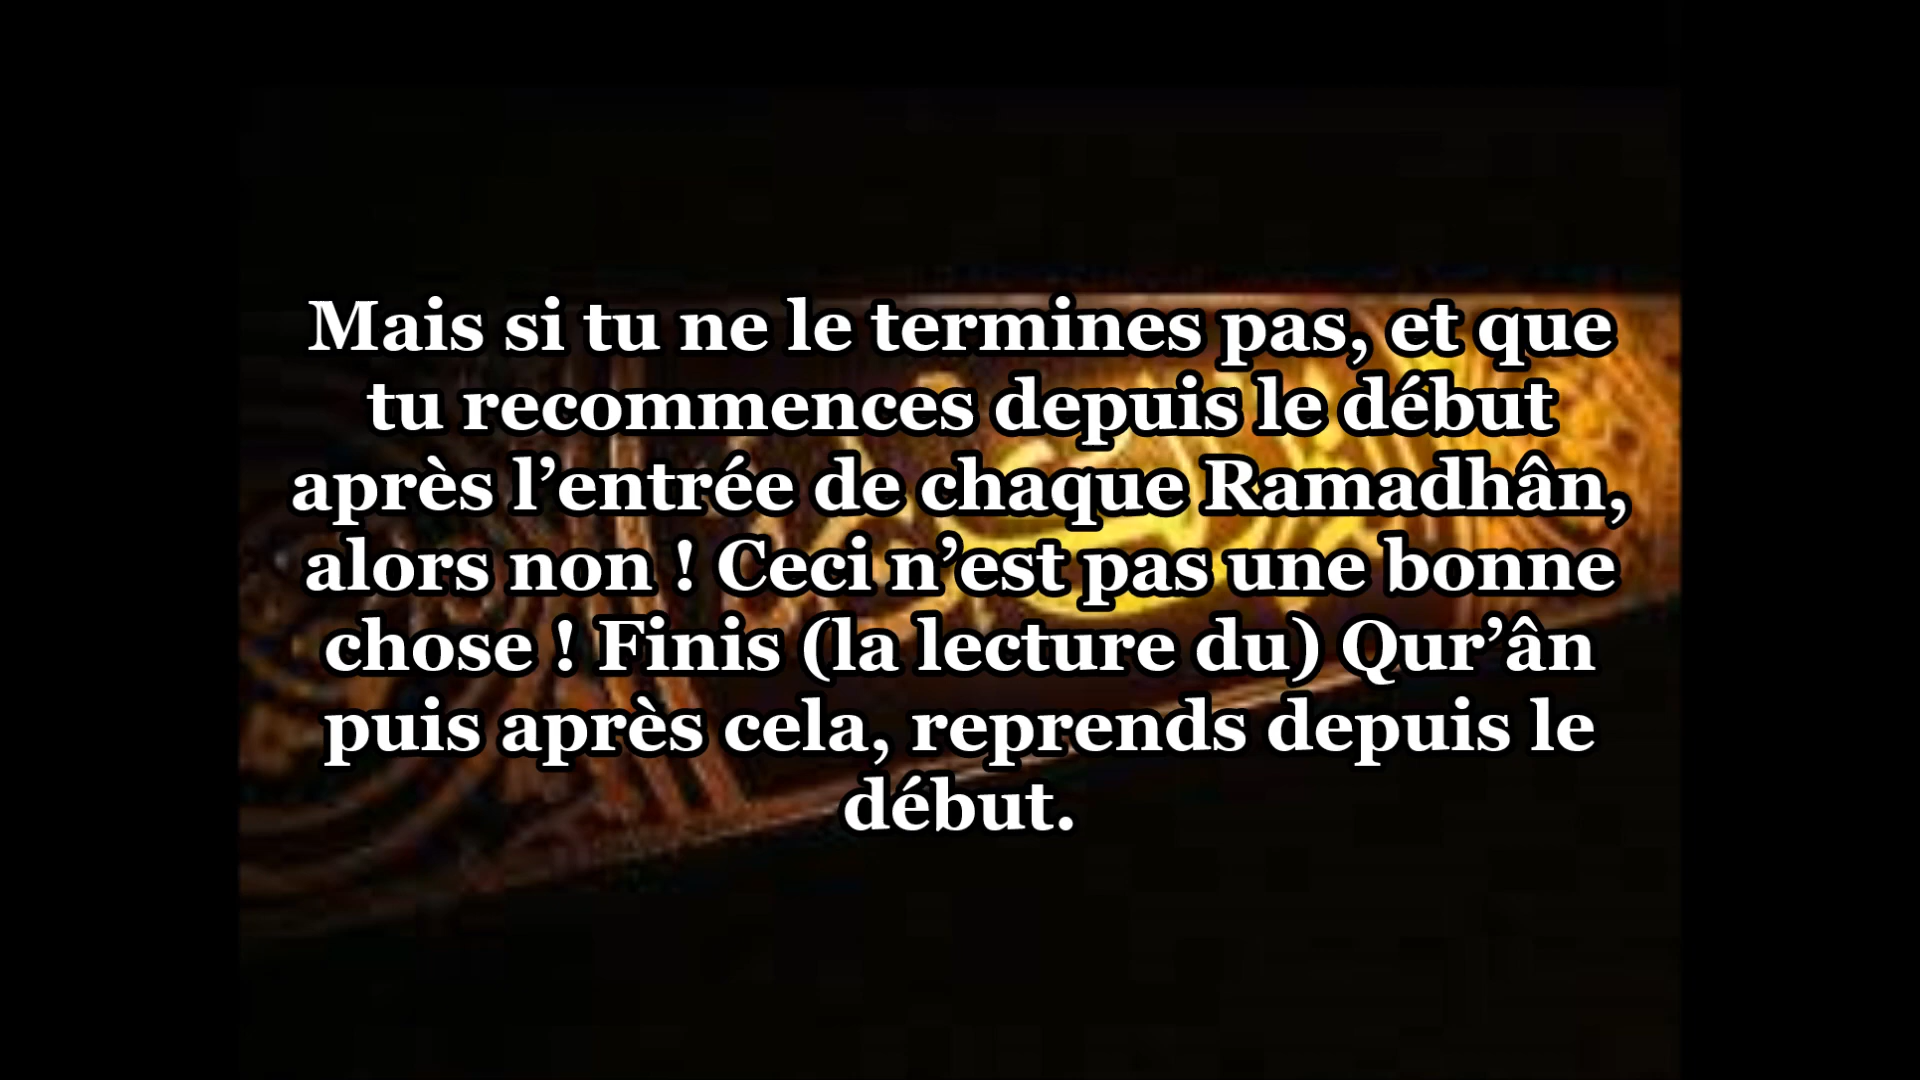 Mais si tu ne le termines pas, et que
tu recommences depuis le début
après l’entrée de chaque Ramadhân,
alors non ! Ceci n’est pas une bonne
chose ! Finis (la lecture du) Qur’ân
puis après cela, reprends depuis le
début.